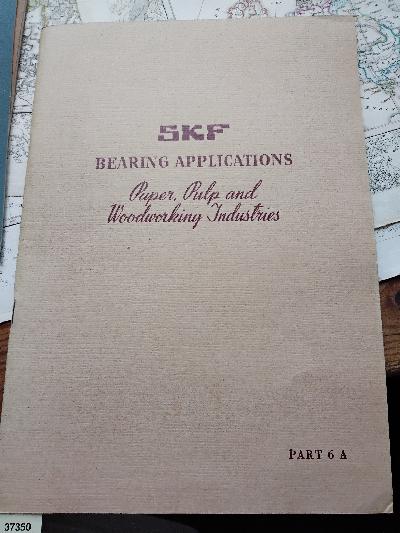 SKF
BEARING APPLICATIONS
Paper, Pulp and
Woodworking Industries
PART 6 A
37350